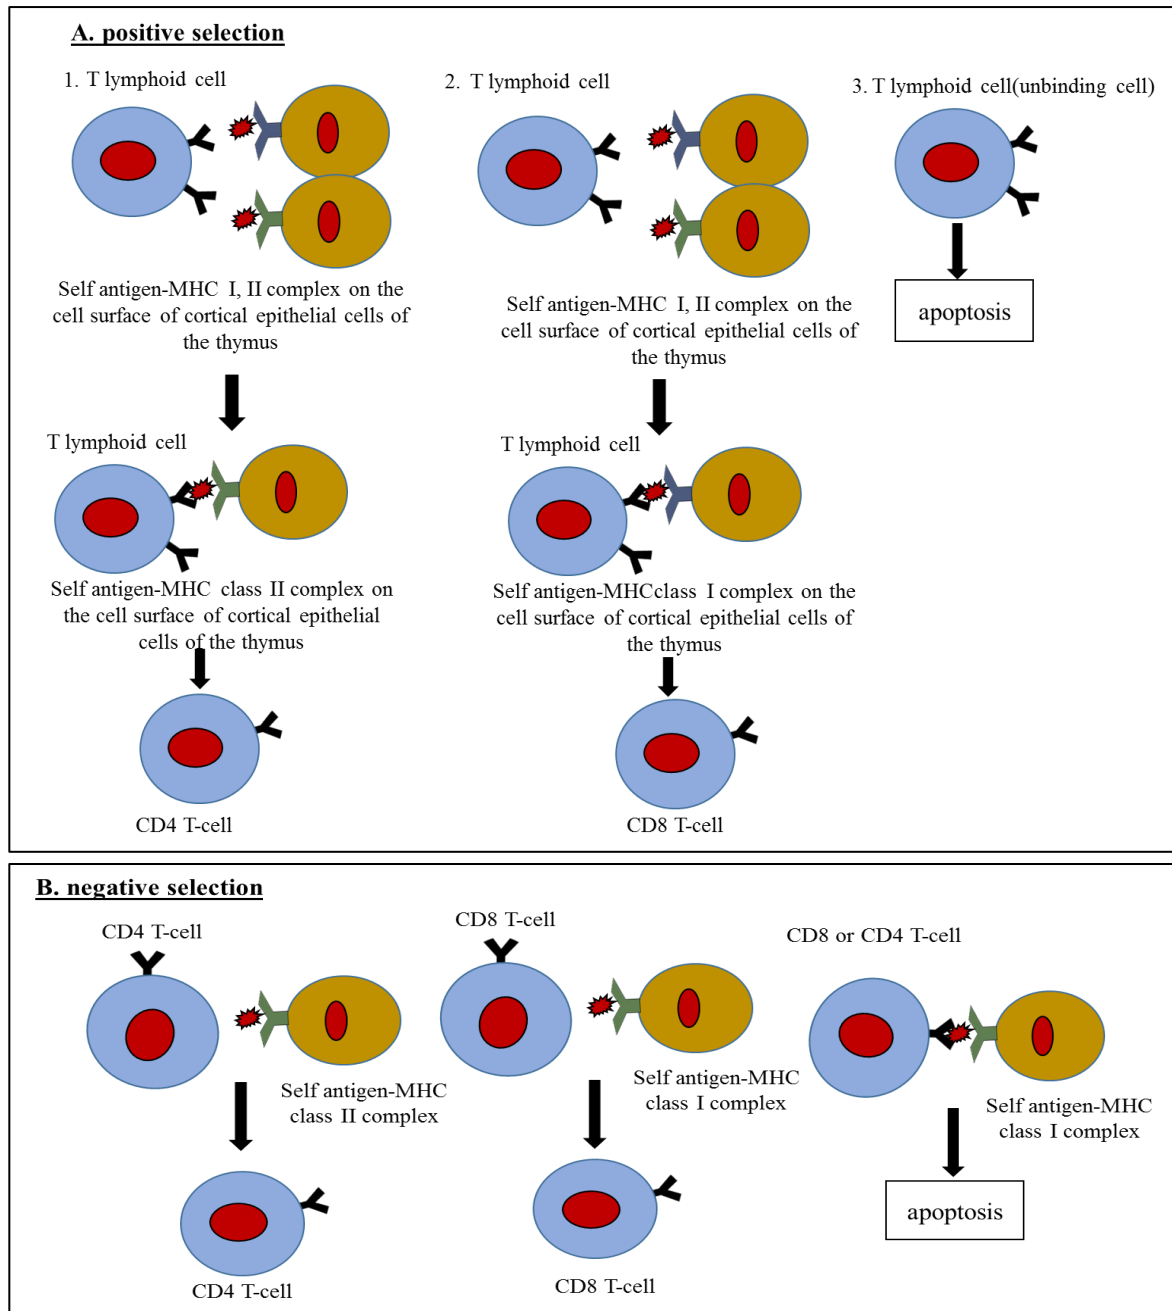 A. positive selection
1. T lymphoid cell
Self antigen-MHC I, II complex on the
cell surface of cortical epithelial cells of
the thymus
T lymphoid cell
Self antigen-MHC class II complex on
the cell surface of cortical epithelial
cells of the thymus
CD4 T-cell
2. T lymphoid cell
Self antigen-MHC I, II complex on the
cell surface of cortical epithelial cells of
the thymus
T lymphoid cell
Self antigen-MHCclass I complex on the
cell surface of cortical epithelial cells of
the thymus
CD8 T-cell
3. T lymphoid cell(unbinding cell)
apoptosis
B. negative selection
CD4 T-cell
Self antigen-MHC
class II complex
CD4 T-cell
CD8 T-cell
Self antigen-MHC
class I complex
CD8 T-cell
CD8 or CD4 T-cell
Self antigen-MHC
class I complex
apoptosis